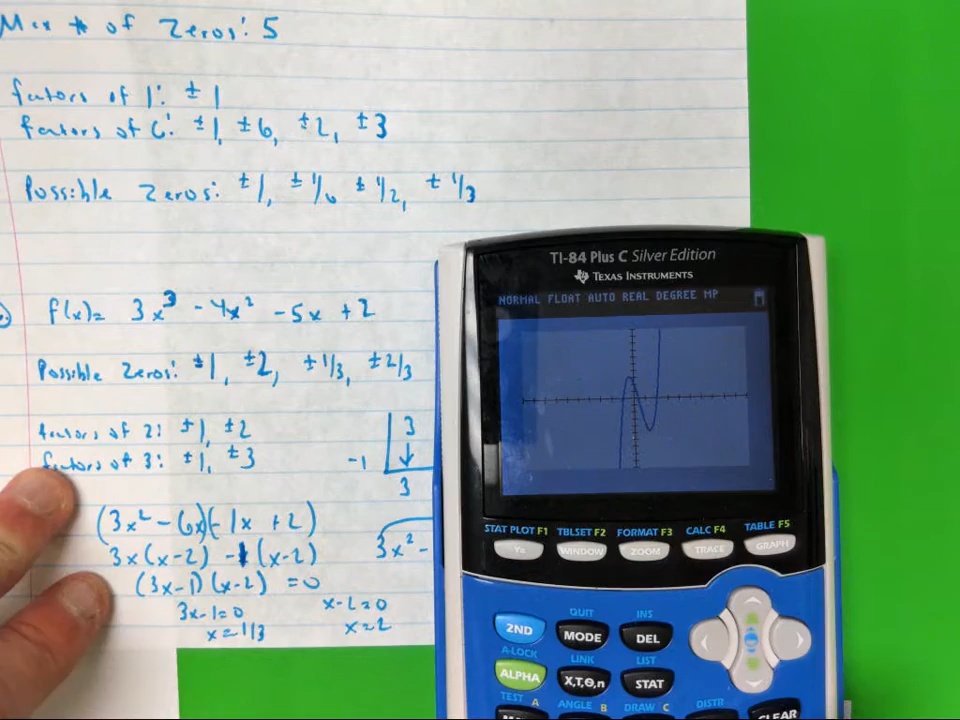 Max # of Zeros: 5
factors of 1: ± 1
factors of 6: ±1, ±6, ±2, ±3
Possible Zeros: ±1, ±1/6 ±1/2, ±1/3
f(x)= 3x³ -4x² -5x +2
Possible Zeros: ±1, ±2, ±1/3, ±2/3
factors of 2: ±1, ±2
factors of 3: ±1, ±3
-1 3
3
(3x² - 6x)(-1x +2)
3x² -
3x(x-2) -1(x-2)
(3x-1)(x-2) =0
3x-1=0 x-2=0
x=1/3 x=2
TI-84 Plus C Silver Edition
TEXAS INSTRUMENTS
NORMAL FLOAT AUTO REAL DEGREE MP
STAT PLOT F1 TBLSET F2 FORMAT F3 CALC F4 TABLE F5
Y= WINDOW ZOOM TRACE GRAPH
QUIT INS
2ND MODE DEL
A-LOCK LINK LIST
ALPHA X,T,θ,n STAT
TEST A ANGLE B DRAW C DISTR
CLEAR